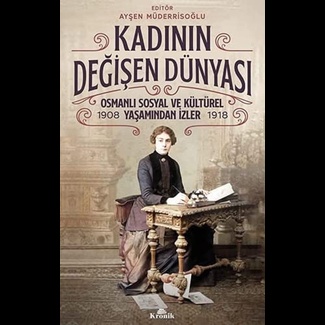 EDİTÖR
AYŞEN MÜDERRİSOĞLU
KADININ
DEĞİŞEN DÜNYASI
OSMANLI SOSYAL VE KÜLTÜREL
1908 YAŞAMINDAN İZLER 1918
Kronik